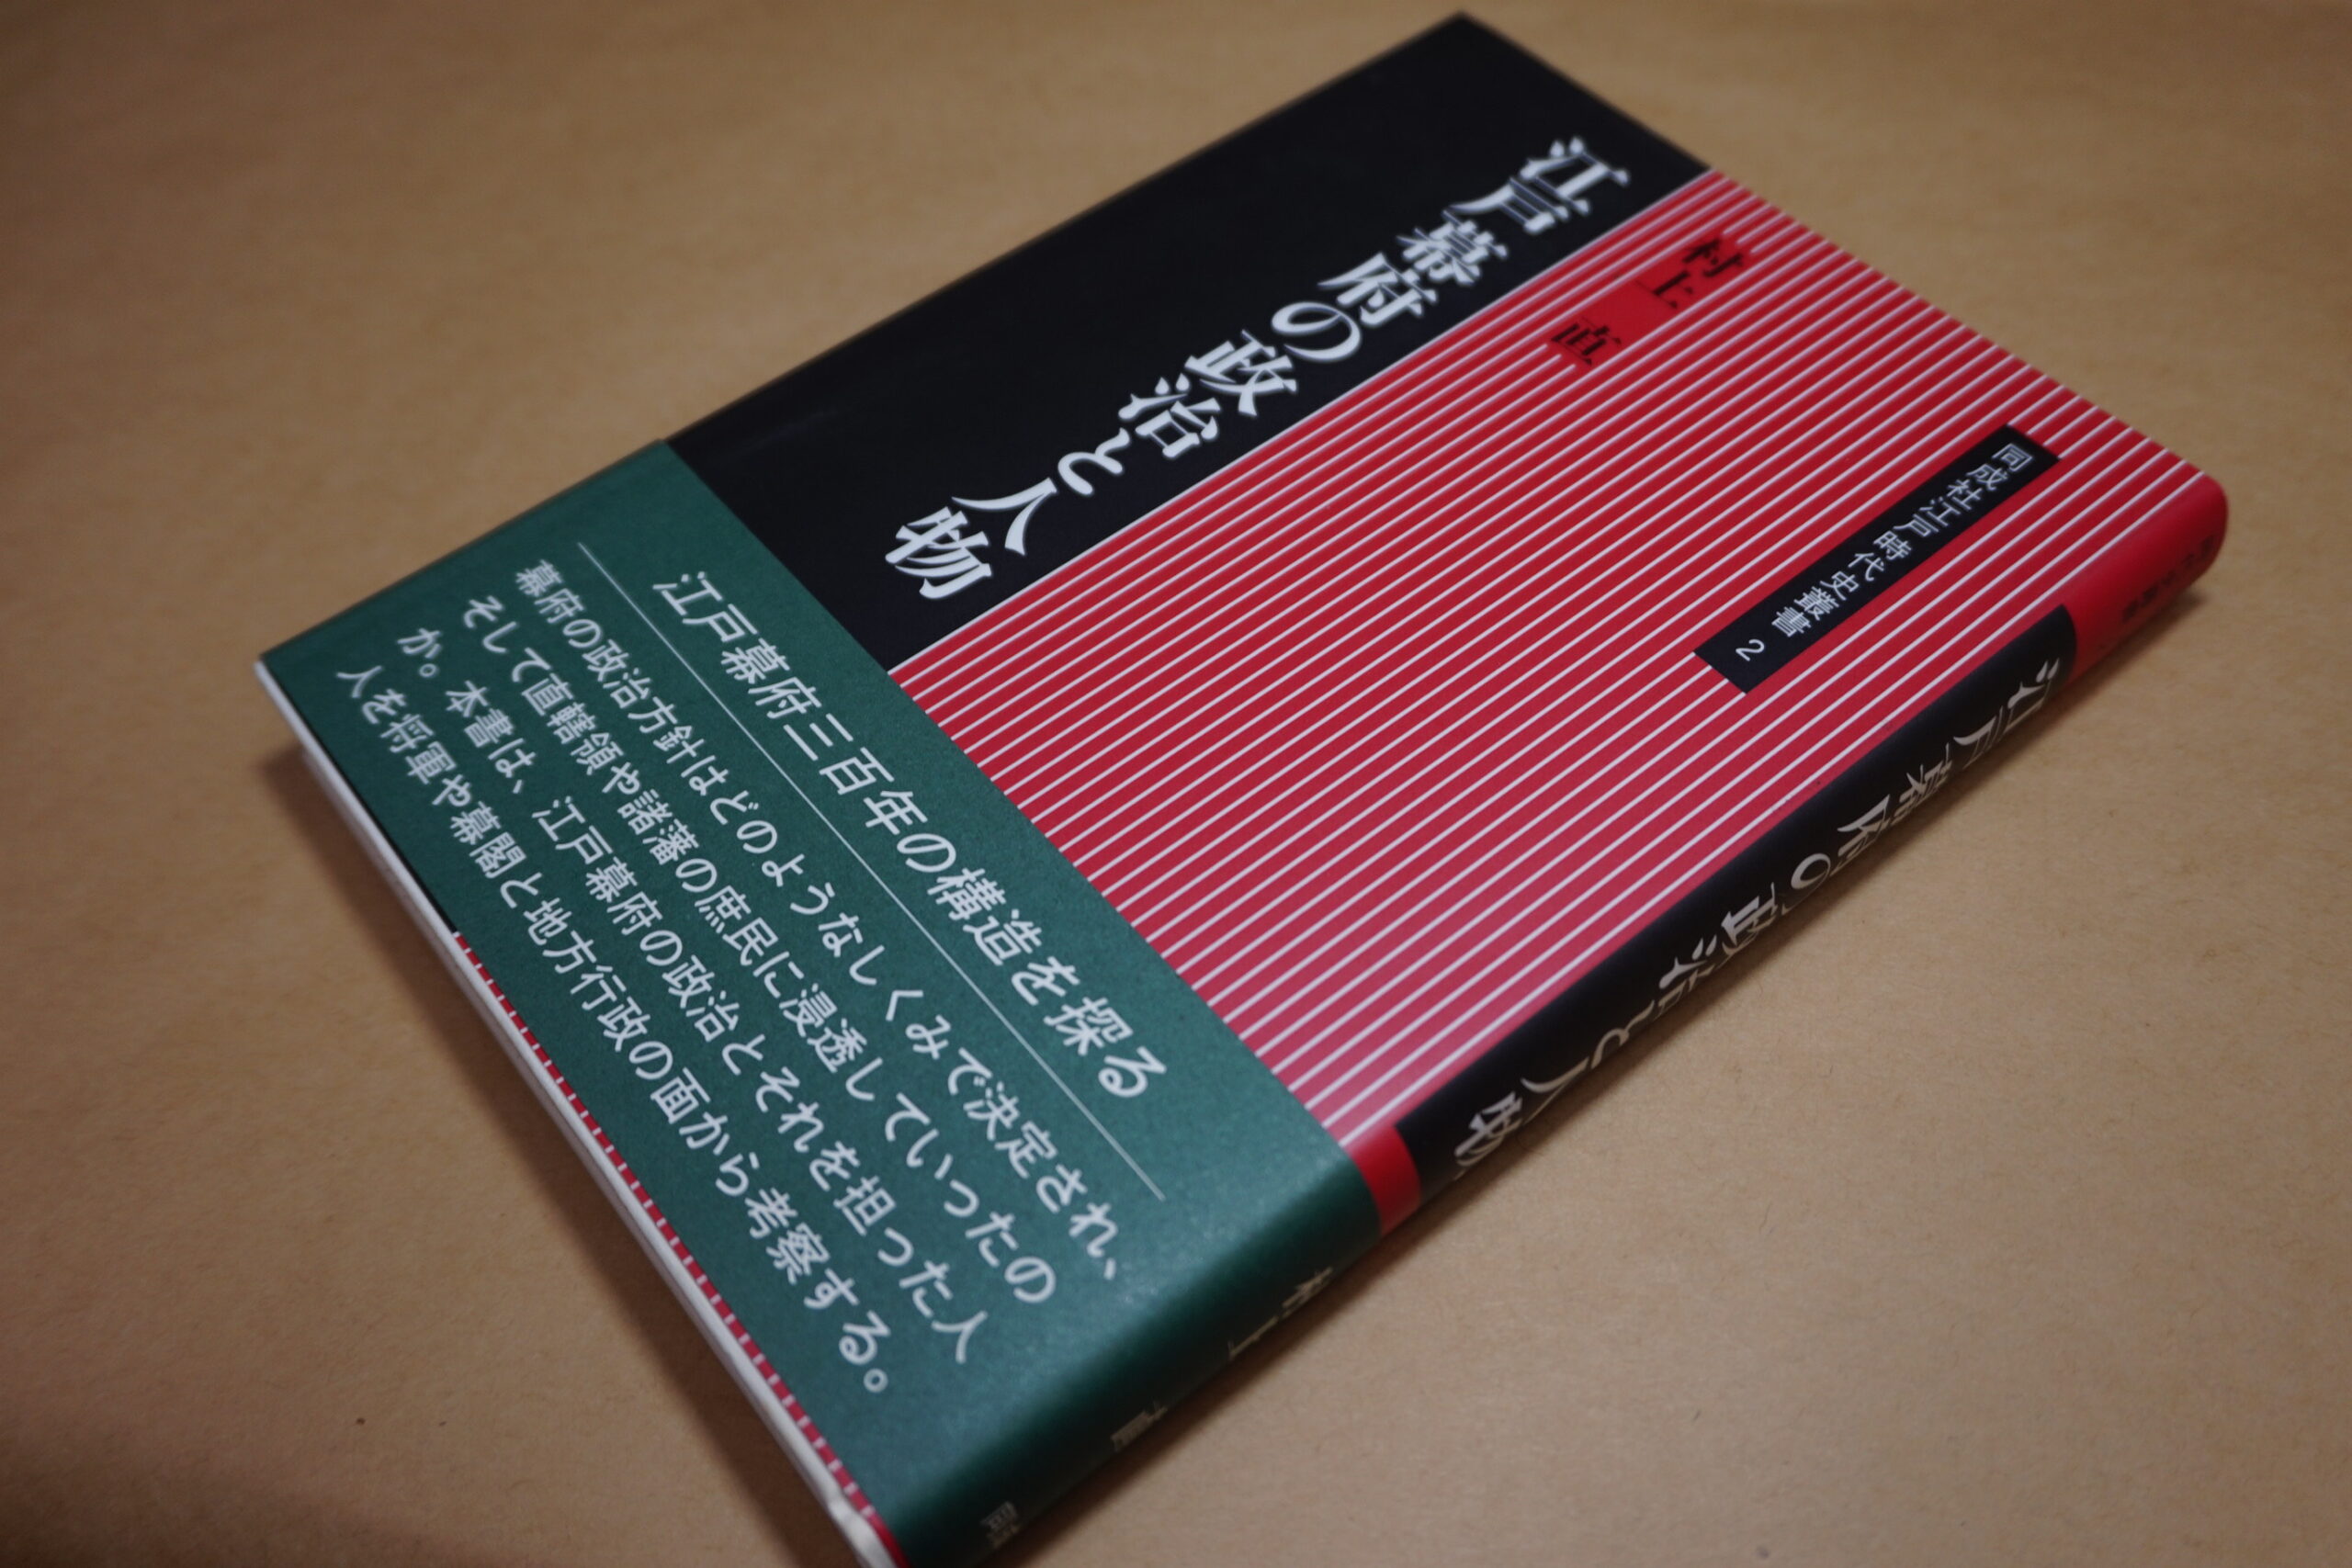 江戸幕府の政治と人物
村上 直
同成社江戸時代史叢書 2
江戸幕府三百年の構造を探る
幕府の政治方針はどのようなしくみで決定され、
そして直轄領や諸藩の庶民に浸透していったの
か。本書は、江戸幕府の政治とそれを担った人
人を将軍や幕閣と地方行政の面から考察する。
江戸幕府の政治と人物
村上 直